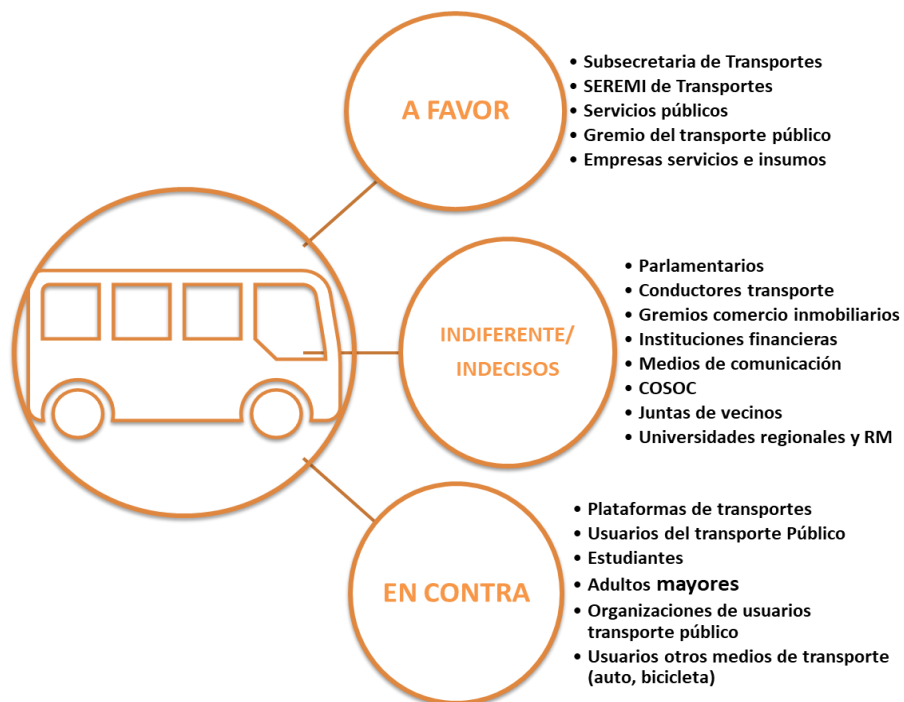 A FAVOR
• Subsecretaria de Transportes
• SEREMI de Transportes
• Servicios públicos
• Gremio del transporte público
• Empresas servicios e insumos
INDIFERENTE/
INDECISOS
• Parlamentarios
• Conductores transporte
• Gremios comercio inmobiliarios
• Instituciones financieras
• Medios de comunicación
• COSOC
• Juntas de vecinos
• Universidades regionales y RM
EN CONTRA
• Plataformas de transportes
• Usuarios del transporte Público
• Estudiantes
• Adultos mayores
• Organizaciones de usuarios
transporte público
• Usuarios otros medios de transporte
(auto, bicicleta)